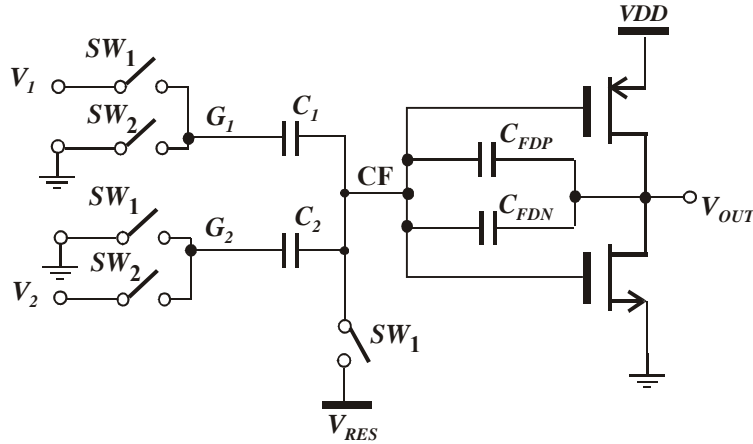 VDD
SW1
V1
SW2
G1
C1
CFDP
CF
SW1
G2
C2
CFDN
VOUT
SW2
V2
SW1
VRES